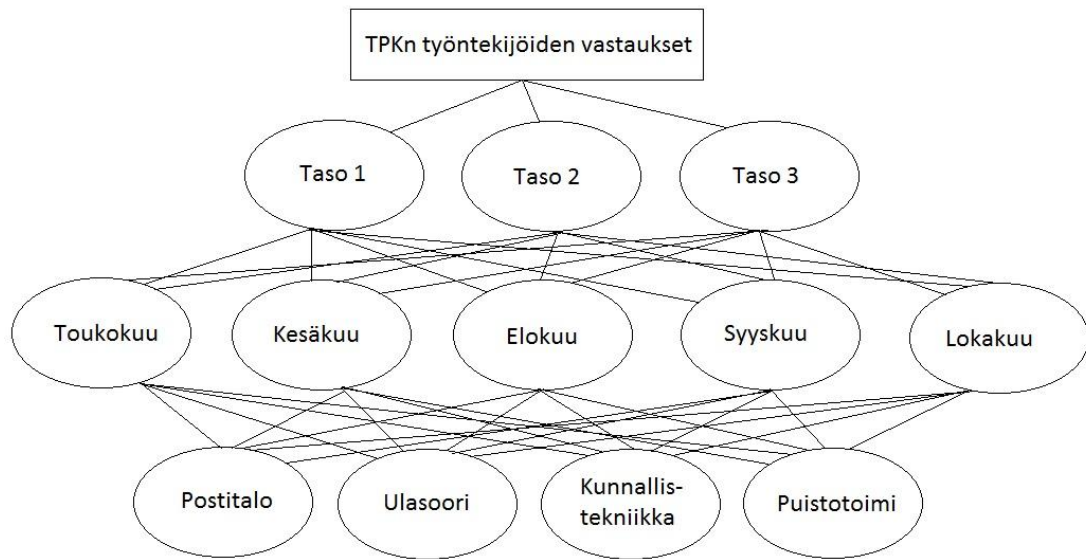 TPKn työntekijöiden vastaukset
Taso 1
Taso 2
Taso 3
Toukokuu
Kesäkuu
Elokuu
Syyskuu
Lokakuu
Postitalo
Ulasoori
Kunnallis-
tekniikka
Puistotoimi